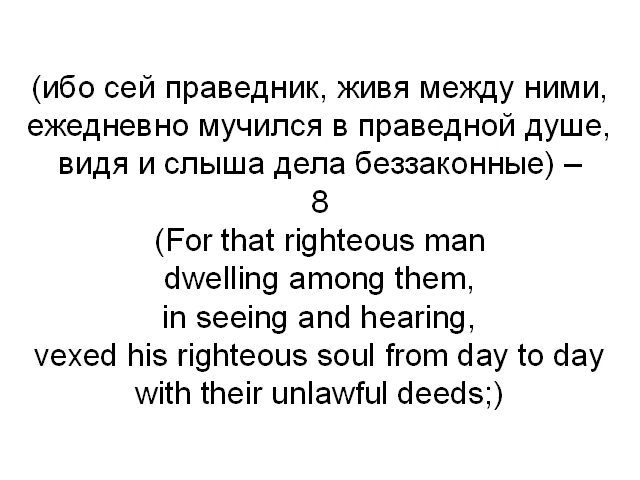 (ибо сей праведник, живя между ними,
ежедневно мучился в праведной душе,
видя и слыша дела беззаконные) –
8
(For that righteous man
dwelling among them,
in seeing and hearing,
vexed his righteous soul from day to day
with their unlawful deeds;)